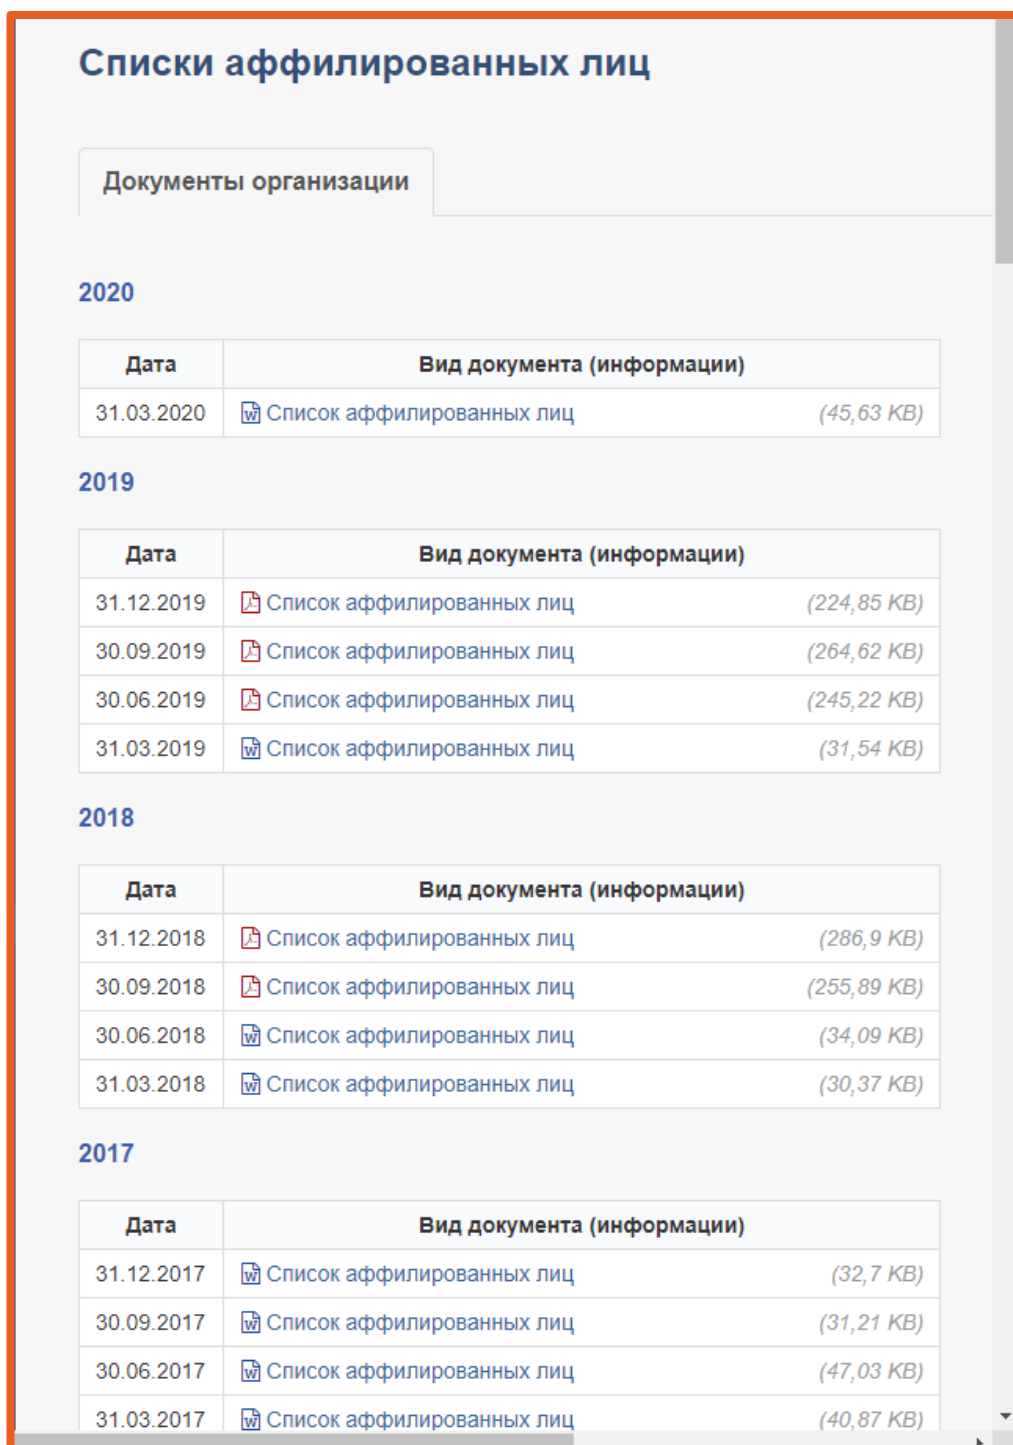 Списки аффилированных лиц
Документы организации
2020
Дата Вид документа (информации)
31.03.2020 Список аффилированных лиц (45,63 KB)
2019
Дата Вид документа (информации)
31.12.2019 Список аффилированных лиц (224,85 KB)
30.09.2019 Список аффилированных лиц (264,62 KB)
30.06.2019 Список аффилированных лиц (245,22 KB)
31.03.2019 Список аффилированных лиц (31,54 KB)
2018
Дата Вид документа (информации)
31.12.2018 Список аффилированных лиц (286,9 KB)
30.09.2018 Список аффилированных лиц (255,89 KB)
30.06.2018 Список аффилированных лиц (34,09 KB)
31.03.2018 Список аффилированных лиц (30,37 KB)
2017
Дата Вид документа (информации)
31.12.2017 Список аффилированных лиц (32,7 KB)
30.09.2017 Список аффилированных лиц (31,21 KB)
30.06.2017 Список аффилированных лиц (47,03 KB)
31.03.2017 Список аффилированных лиц (40,87 KB)